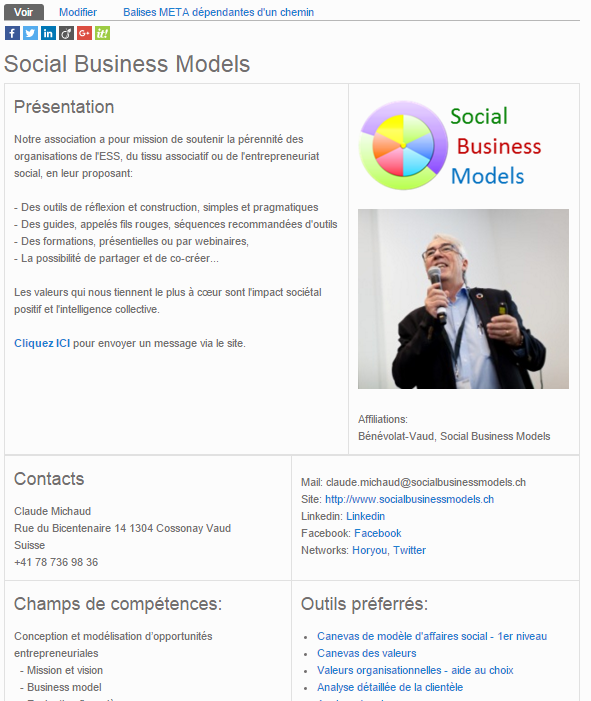 Voir
Modifier
Balises META dépendantes d'un chemin
Social Business Models
Présentation
Notre association a pour mission de soutenir la pérennité des
organisations de l'ESS, du tissu associatif ou de l'entrepreneuriat
social, en leur proposant:
- Des outils de réflexion et construction, simples et pragmatiques
- Des guides, appelés fils rouges, séquences recommandées d'outils
- Des formations, présentielles ou par webinaires,
- La possibilité de partager et de co-créer...
Les valeurs qui nous tiennent le plus à cœur sont l'impact sociétal
positif et l'intelligence collective.
Cliquez ICI pour envoyer un message via le site.
Social
Business
Models
Affiliations:
Bénévolat-Vaud, Social Business Models
Contacts
Claude Michaud
Rue du Bicentenaire 14 1304 Cossonay Vaud
Suisse
+41 78 736 98 36
Mail: claude.michaud@socialbusinessmodels.ch
Site: http://www.socialbusinessmodels.ch
Linkedin: Linkedin
Facebook: Facebook
Networks: Horyou, Twitter
Champs de compétences:
Conception et modélisation d'opportunités
entrepreneuriales
- Mission et vision
- Business model
Outils préférrés:
Canevas de modèle d'affaires social - 1er niveau
Canevas des valeurs
Valeurs organisationnelles - aide au choix
Analyse détaillée de la clientèle